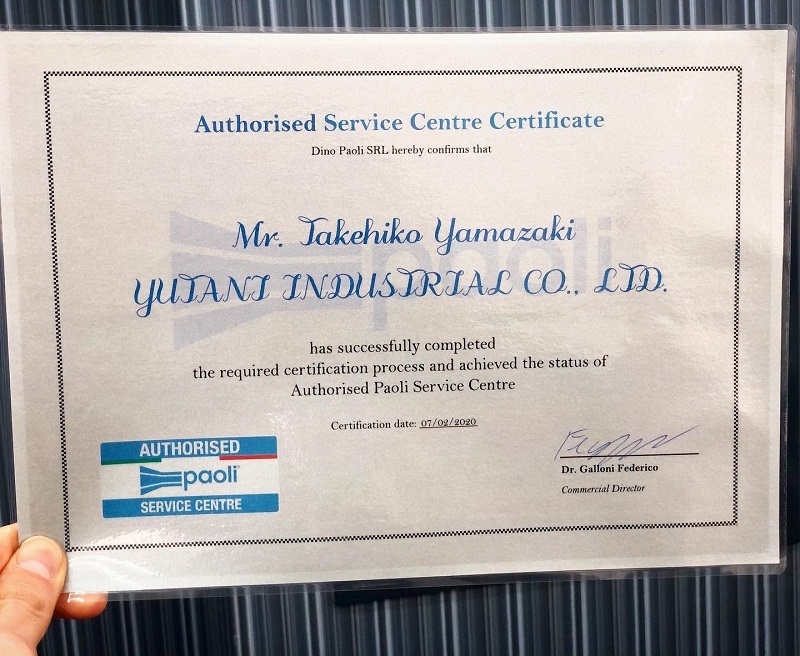 Authorised Service Centre Certificate
Dino Paoli SRL hereby confirms that
paoli
Mr. Takehiko Yamazaki
YUTANI INDUSTRIAL CO., LTD.
has successfully completed
the required certification process and achieved the status of
Authorised Paoli Service Centre
Certification date: 07/02/2020
AUTHORISED
paoli
SERVICE CENTRE
Dr. Galloni Federico
Commercial Director